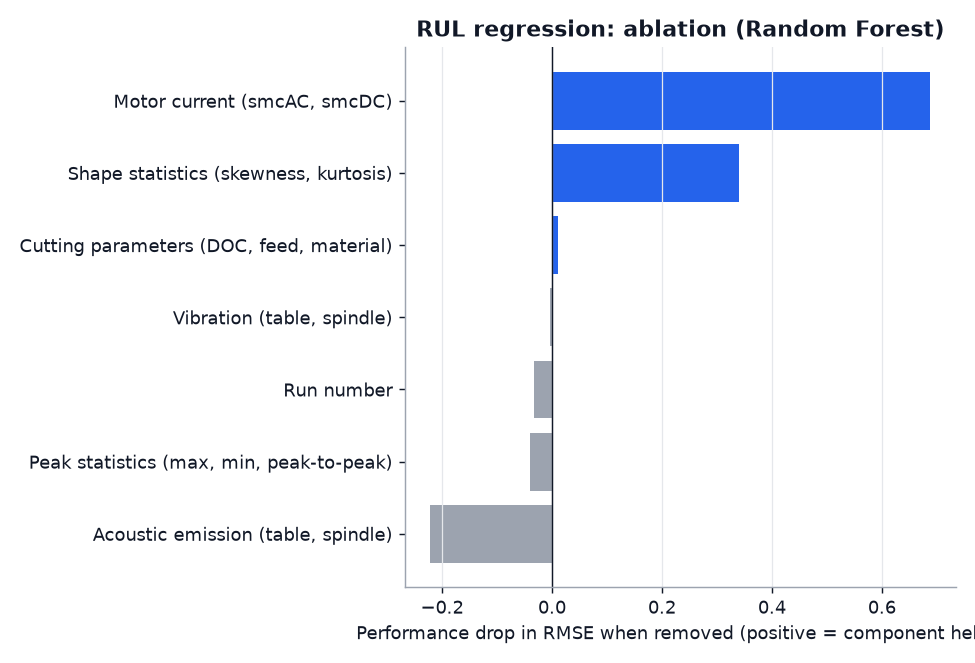 RUL regression: ablation (Random Forest)
Motor current (smcAC, smcDC)
Shape statistics (skewness, kurtosis)
Cutting parameters (DOC, feed, material)
Vibration (table, spindle)
Run number
Peak statistics (max, min, peak-to-peak)
Acoustic emission (table, spindle)
−0.2 0.0 0.2 0.4 0.6
Performance drop in RMSE when removed (positive = component